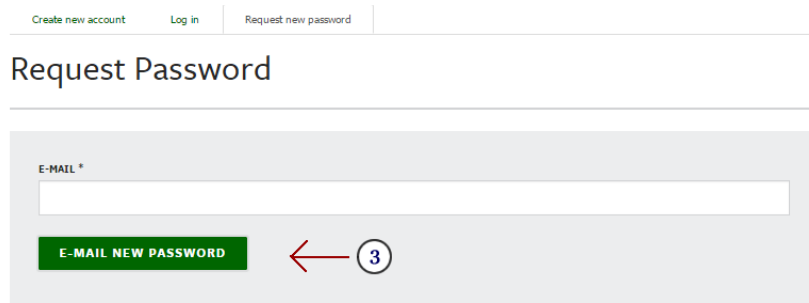 Create new account Log in Request new password
Request Password
E-MAIL *
E-MAIL NEW PASSWORD
3